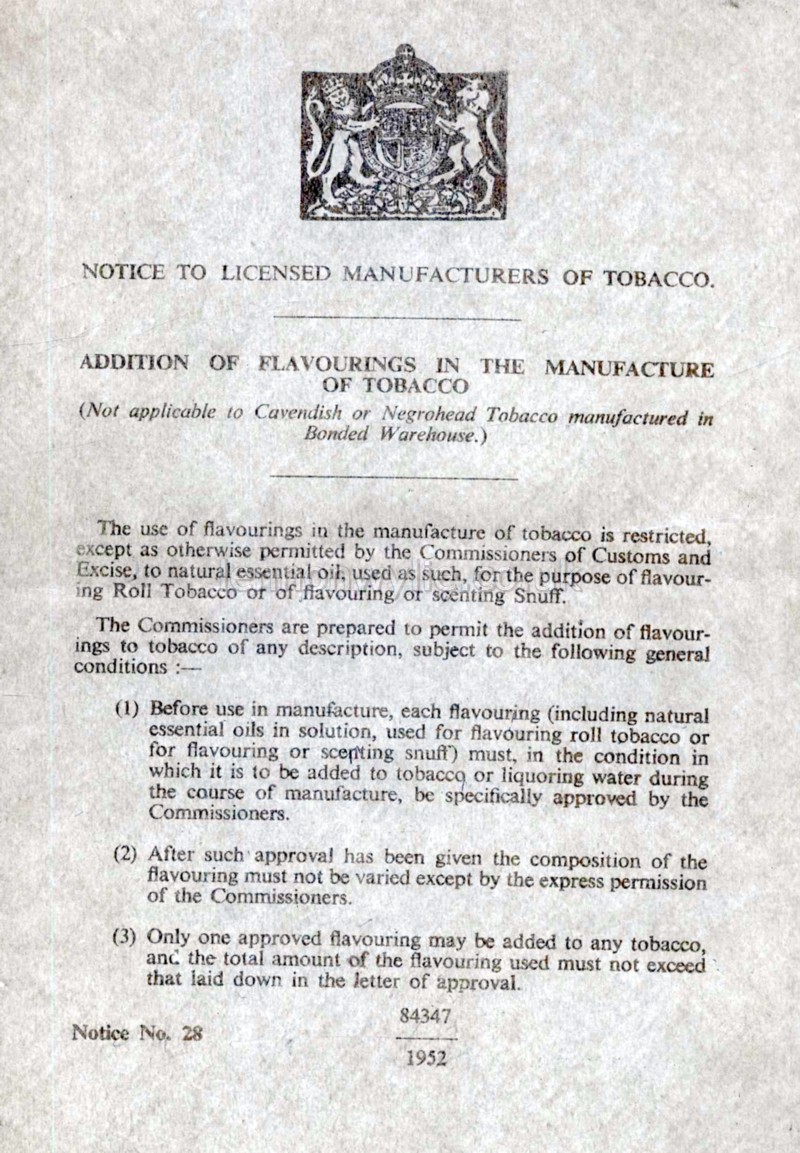 NOTICE TO LICENSED MANUFACTURERS OF TOBACCO.
ADDITION OF FLAVOURINGS IN THE MANUFACTURE
OF TOBACCO
(Not applicable to Cavendish or Negrohead Tobacco manufactured in
Bonded Warehouse.)
The use of flavourings in the manufacture of tobacco is restricted,
except as otherwise permitted by the Commissioners of Customs and
Excise, to natural essential oil, used as such, for the purpose of flavour-
ing Roll Tobacco or of flavouring or scenting Snuff.
The Commissioners are prepared to permit the addition of flavour-
ings to tobacco of any description, subject to the following general
conditions :—
(1) Before use in manufacture, each flavouring (including natural
essential oils in solution, used for flavouring roll tobacco or
for flavouring or scenting snuff) must, in the condition in
which it is to be added to tobacco or liquoring water during
the course of manufacture, be specifically approved by the
Commissioners.
(2) After such approval has been given the composition of the
flavouring must not be varied except by the express permission
of the Commissioners.
(3) Only one approved flavouring may be added to any tobacco,
and the total amount of the flavouring used must not exceed
that laid down in the letter of approval.
Notice No. 28
84347
1952